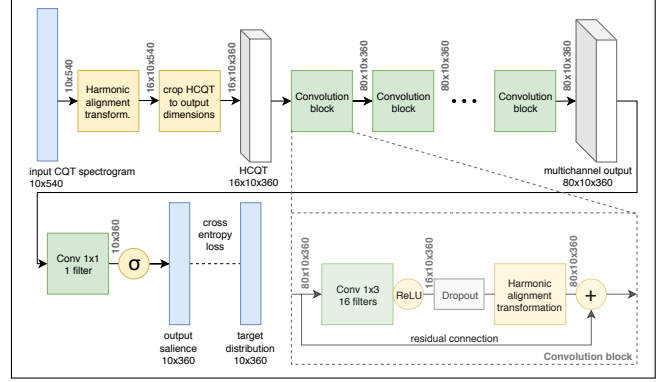 10x540
Harmonic
alignment
transform.
16x10x540
crop HCQT
to output
dimensions
16x10x360
Convolution
block
80x10x360
Convolution
block
80x10x360
Convolution
block
80x10x360
input CQT spectrogram
10x540
HCQT
16x10x360
multichannel output
80x10x360
Conv 1x1
1 filter
10x360
σ
cross
entropy
loss
output
salience
10x360
target
distribution
10x360
80x10x360
Conv 1x3
16 filters
ReLU
16x10x360
Dropout
Harmonic
alignment
transformation
80x10x360
+
residual connection
Convolution block